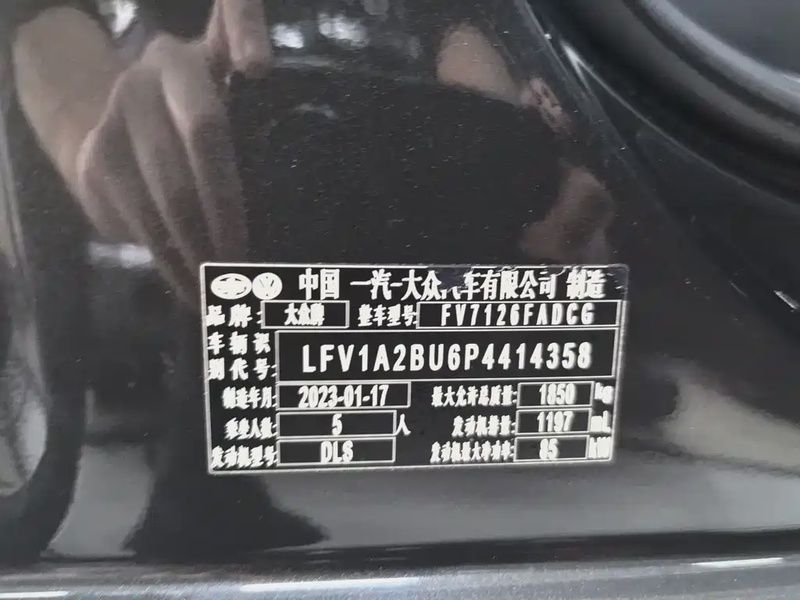 中国 一汽-大众汽车有限公司 制造
品牌: 大众牌 整车型号: FV7126FADCG
车辆识别代号: LFV1A2BU6P4414358
制造年月: 2023-01-17 最大允许总质量: 1850 kg
乘坐人数: 5 人 发动机排量: 1197 mL
发动机型号: DLS 发动机最大净功率: 85 kW